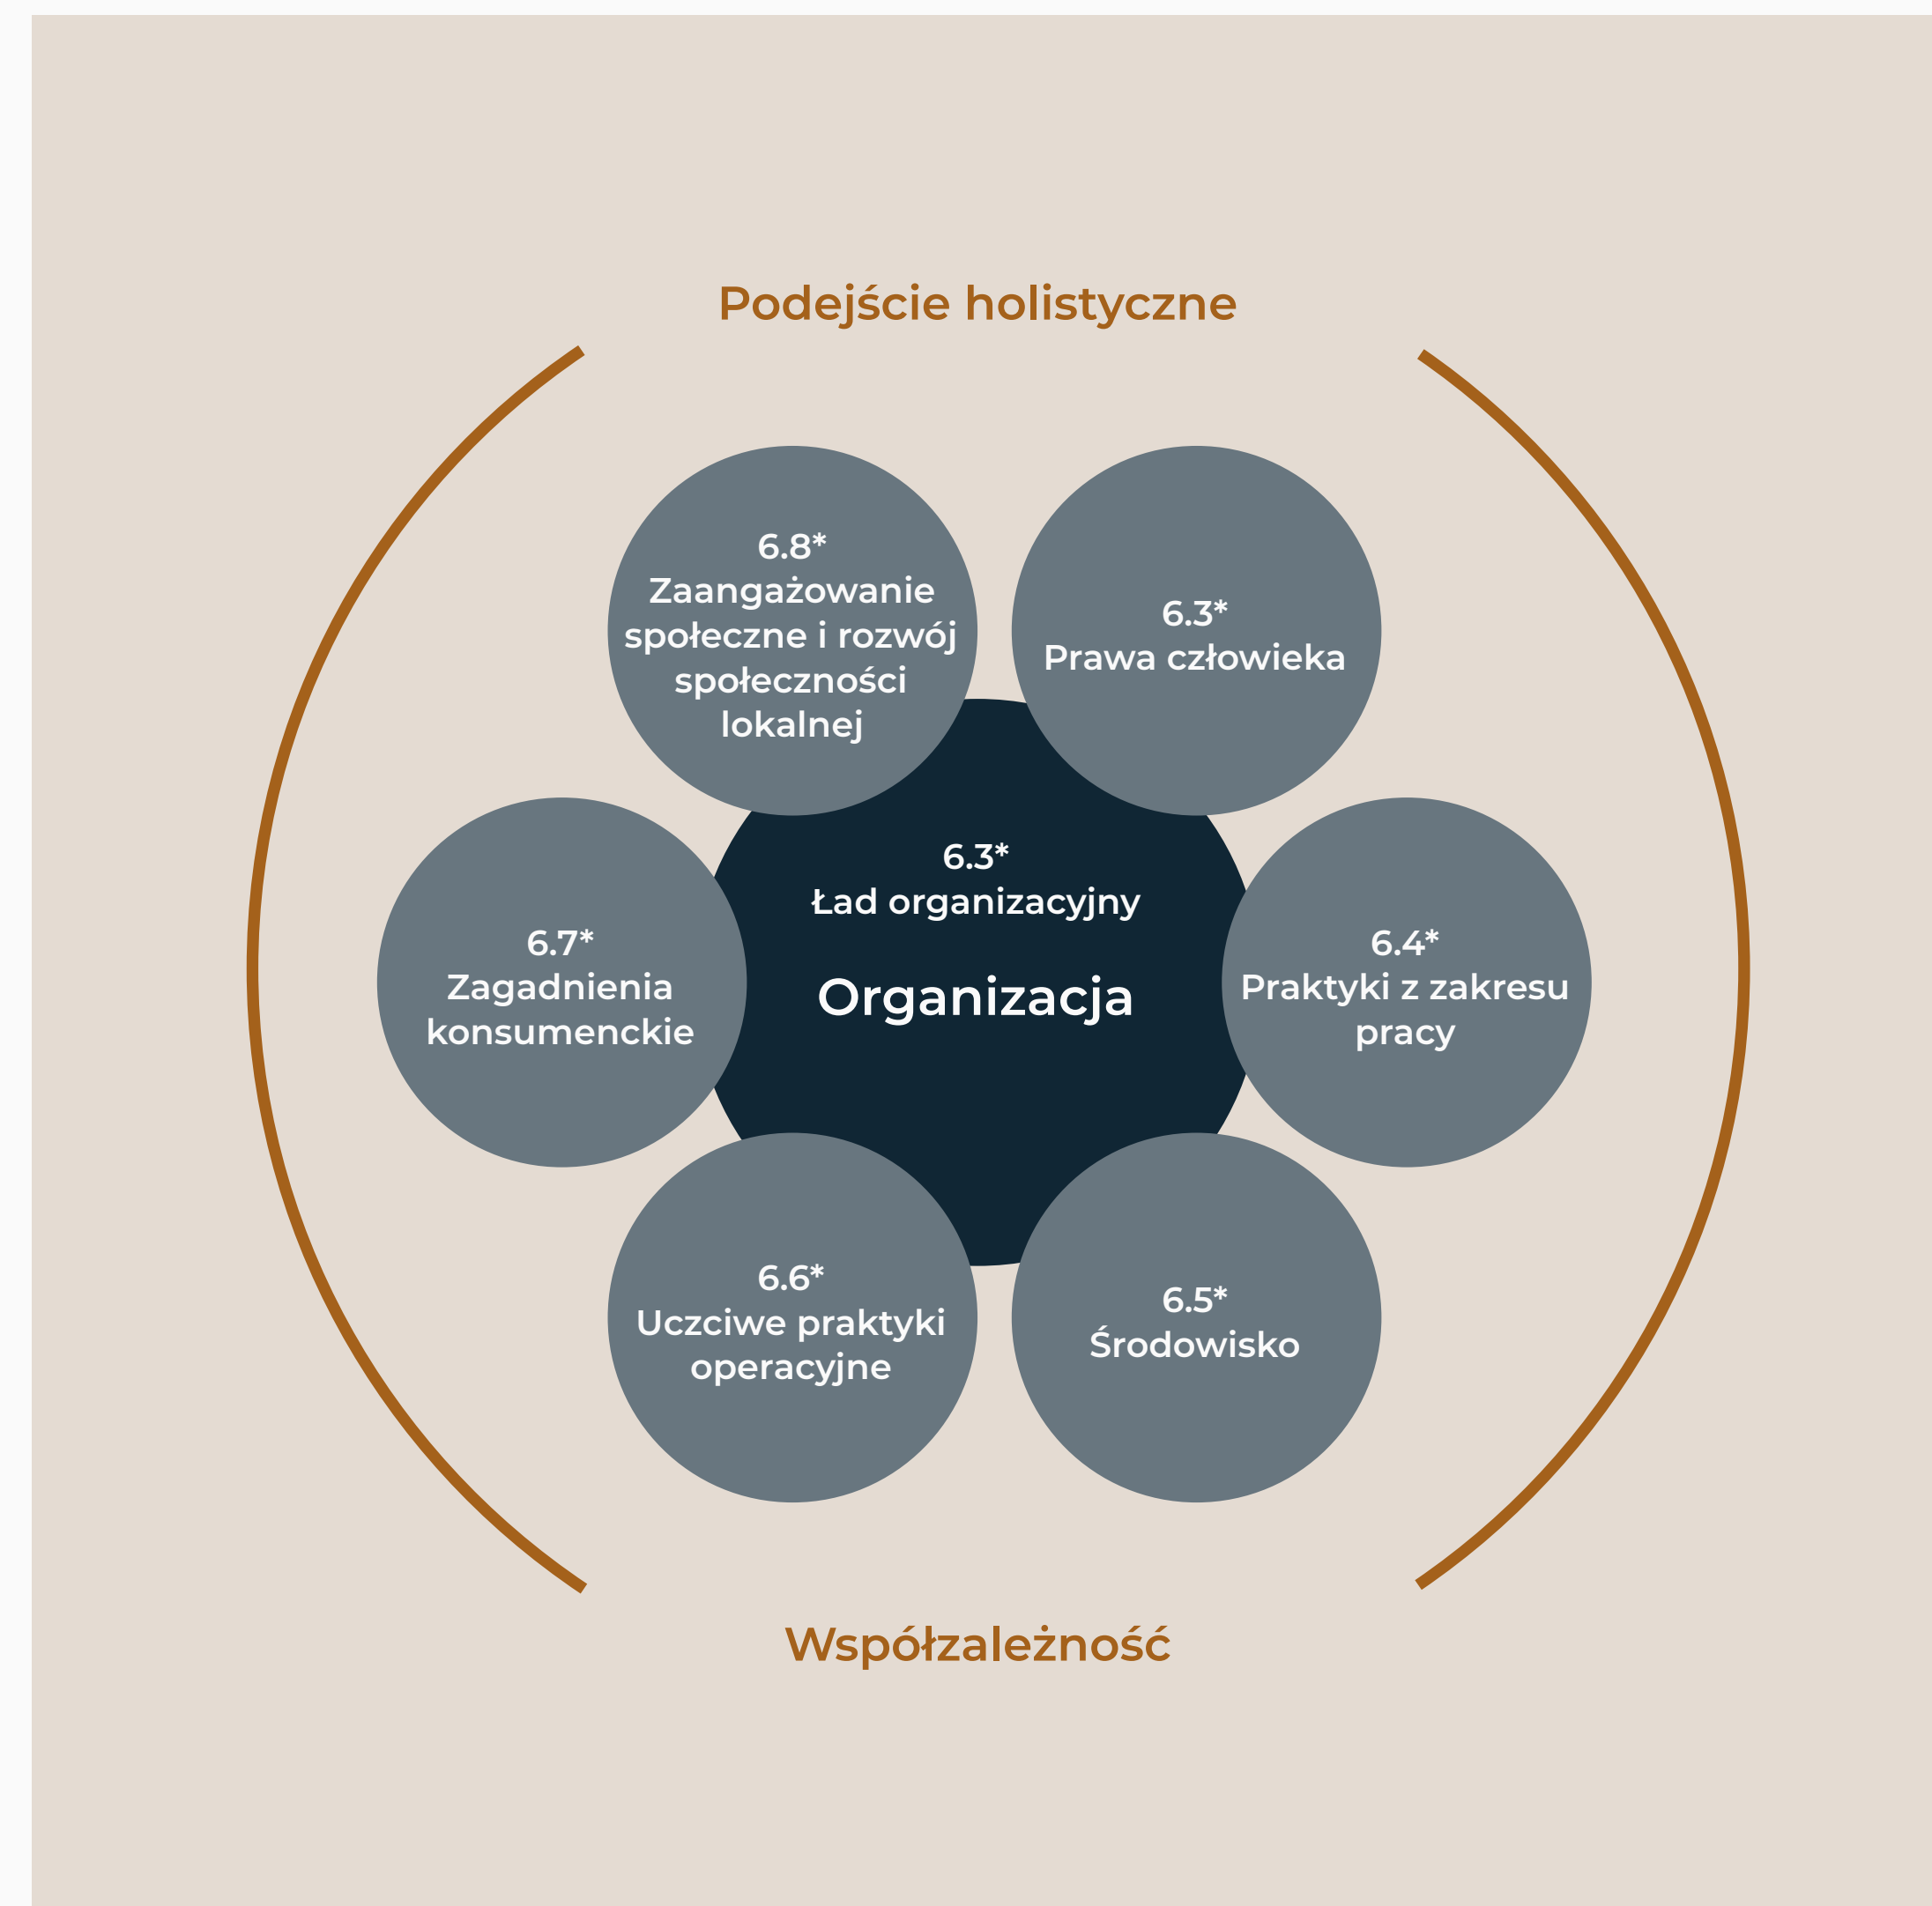 Podejście holistyczne
6.8*
Zaangażowanie
społeczne i rozwój
społeczności
lokalnej
6.3*
Prawa człowieka
6.3*
Ład organizacyjny
Organizacja
6.7*
Zagadnienia
konsumenckie
6.4*
Praktyki z zakresu
pracy
6.6*
Uczciwe praktyki
operacyjne
6.5*
Środowisko
Współzależność